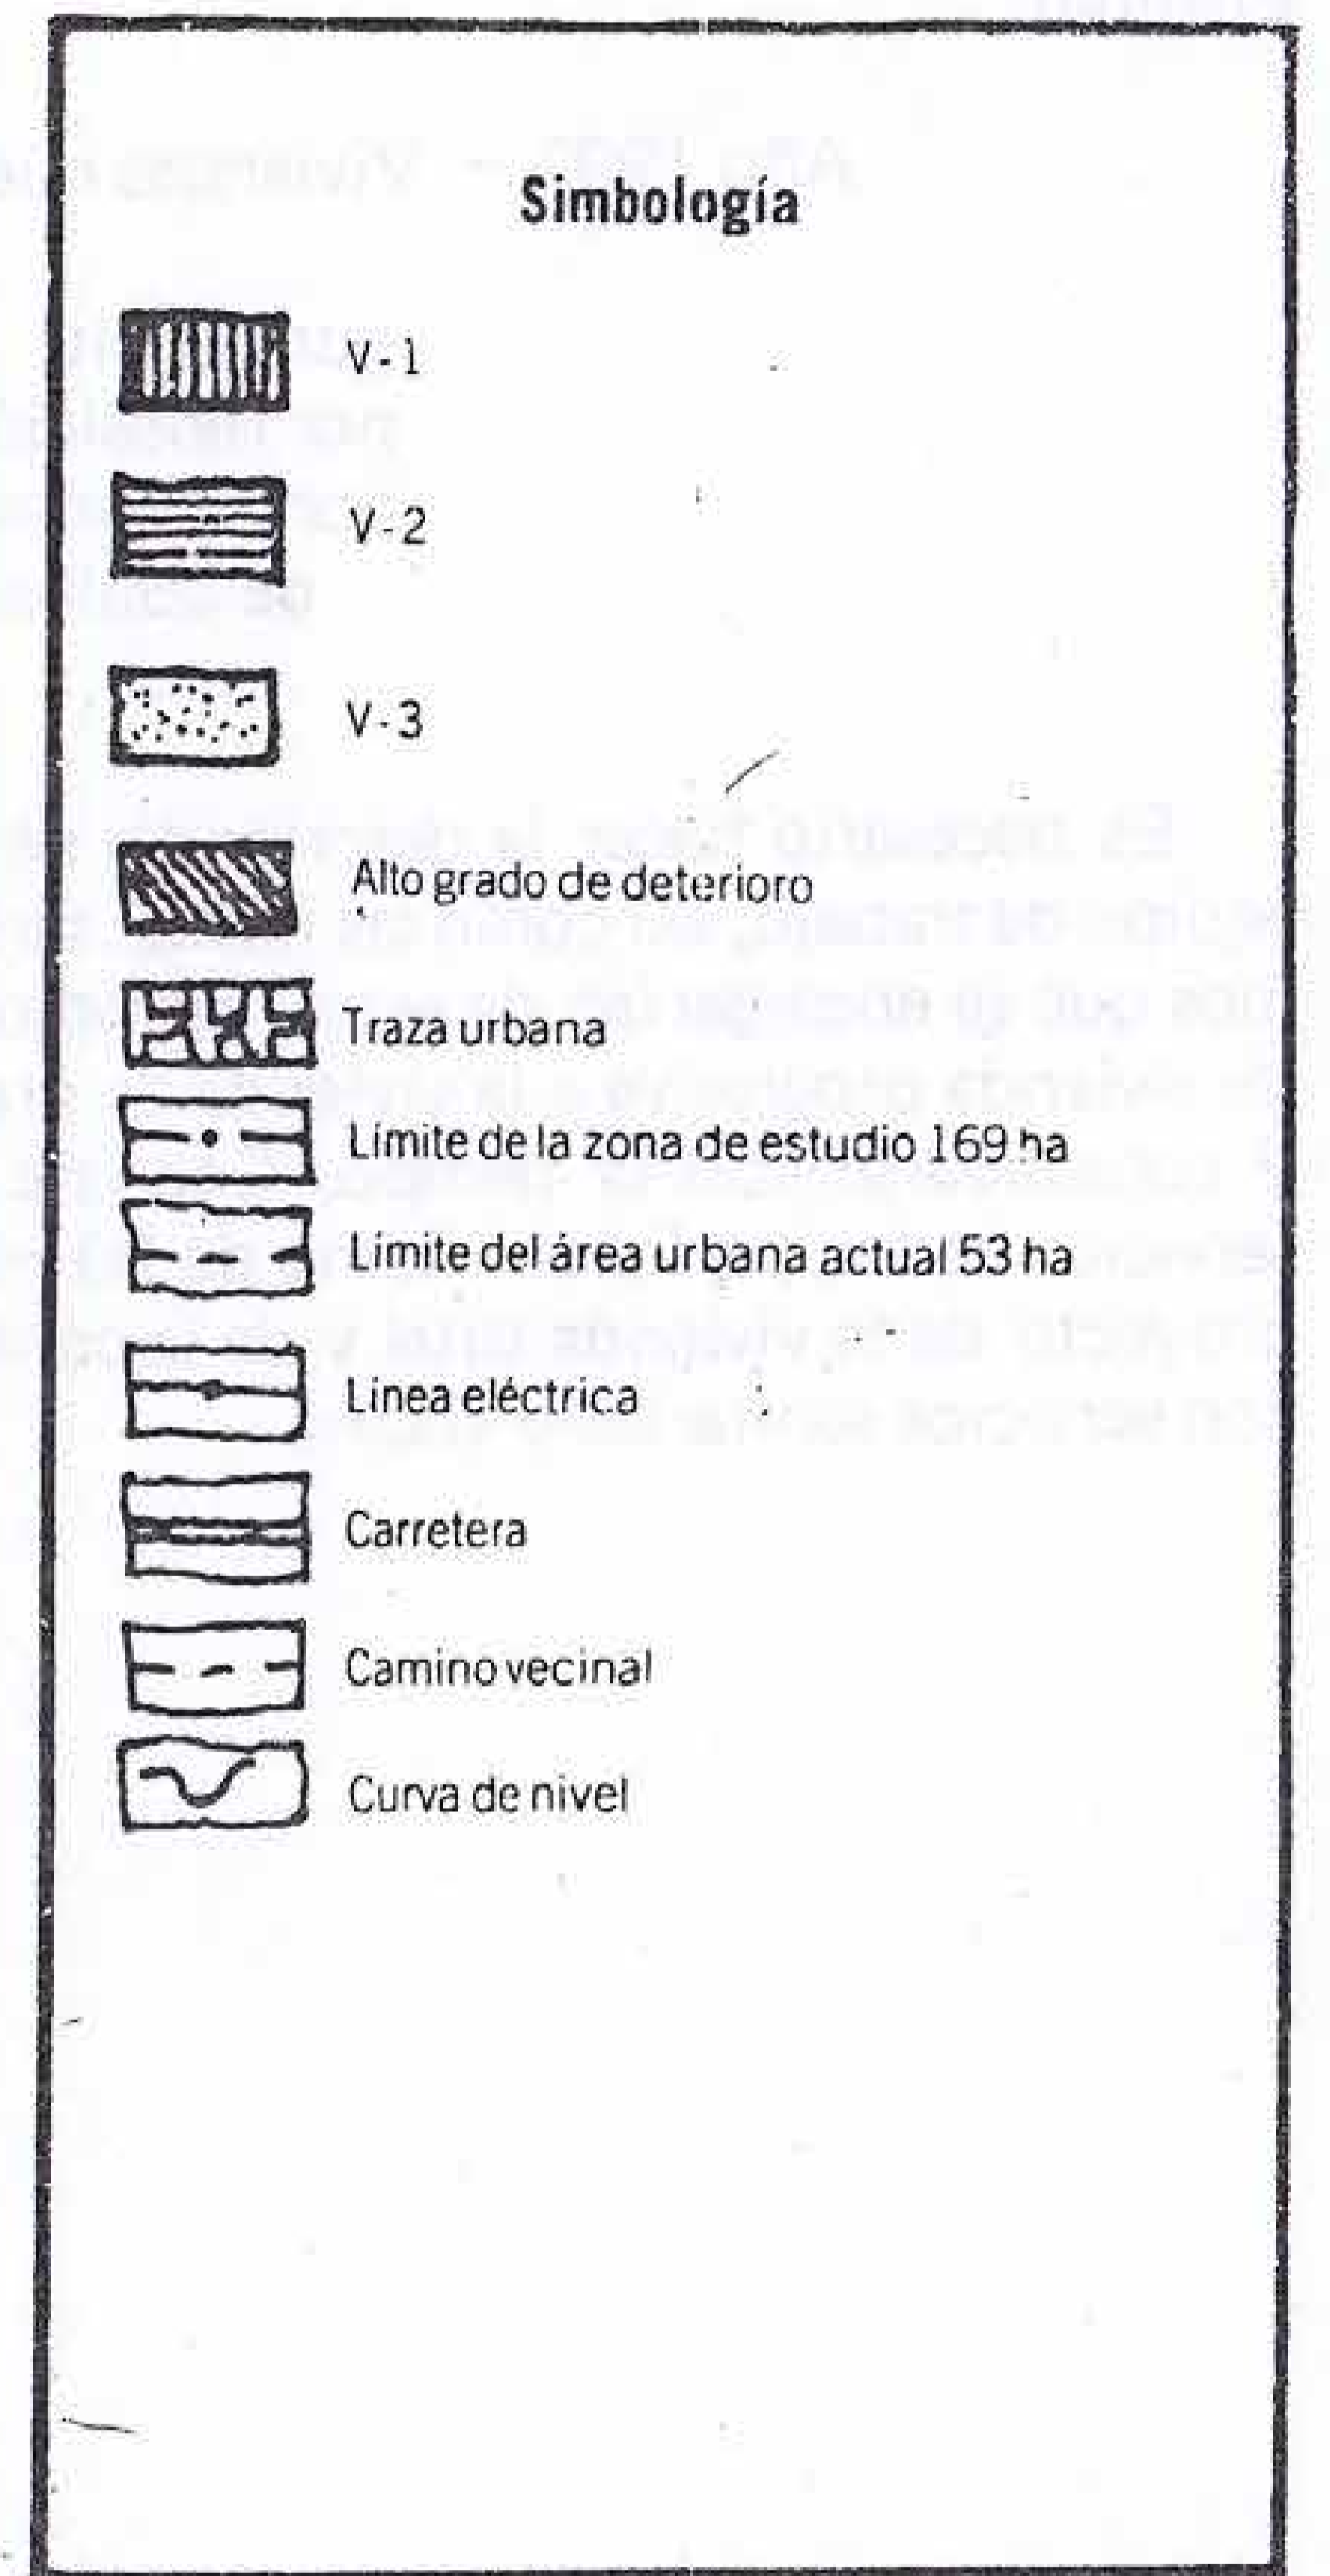 Simbología
V-1
V-2
V-3
Alto grado de deterioro
Traza urbana
Límite de la zona de estudio 169 ha
Límite del área urbana actual 53 ha
Línea eléctrica
Carretera
Camino vecinal
Curva de nivel